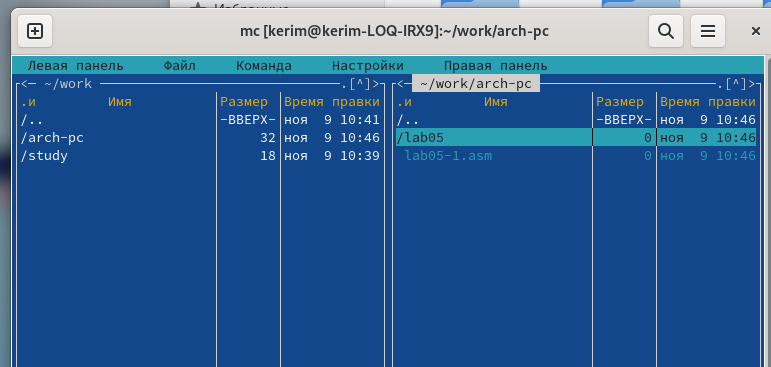 Избранные
mc [kerim@kerim-LOQ-IRX9]:~/work/arch-pc
Левая панель Файл Команда Настройки Правая панель
<- ~/work .[^]> <- ~/work/arch-pc .[^]>
.и Имя Размер Время правки .и Имя Размер Время правки
/.. -ВВЕРХ- ноя 9 10:41 /.. -ВВЕРХ- ноя 9 10:46
/arch-pc 32 ноя 9 10:46 /lab05 0 ноя 9 10:46
/study 18 ноя 9 10:39 lab05-1.asm 0 ноя 9 10:46